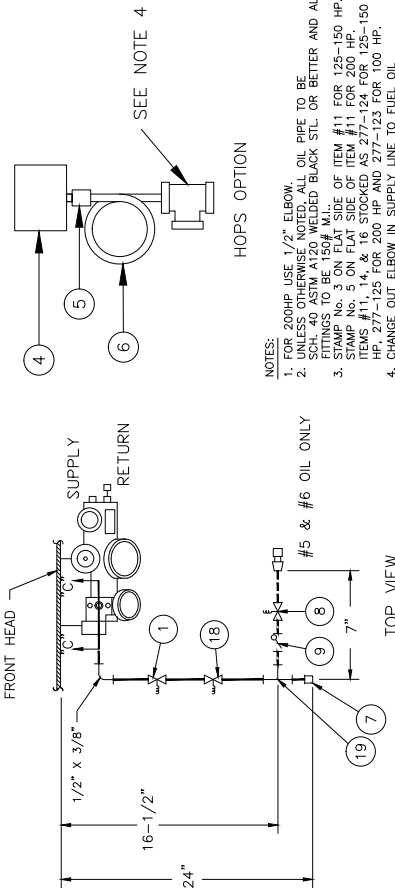 4
5
6
SEE NOTE 4
HOPS OPTION
NOTES:
1. FOR 200HP USE 1/2" ELBOW.
2. UNLESS OTHERWISE NOTED, ALL OIL PIPE TO BE
SCH. 40 ASTM A120 WELDED BLACK STL. OR BETTER AND
FITTINGS TO BE 150# M.I..
3. STAMP No. 3 ON FLAT SIDE OF ITEM #11 FOR 125-150 HP.
STAMP No. 5 ON FLAT SIDE OF ITEM #11 FOR 200 HP.
ITEMS #11, 14, & 16 STOCKED AS 277-124 FOR 125-150
HP, 277-125 FOR 200 HP AND 277-123 FOR 100 HP.
4. CHANGE OUT ELBOW IN SUPPLY LINE TO FUEL OIL
FRONT HEAD
"C"
"C"
SUPPLY
RETURN
1/2" X 3/8"
1
18
16-1/2"
24"
#5 & #6 OIL ONLY
8
9
7"
19
7
TOP VIEW